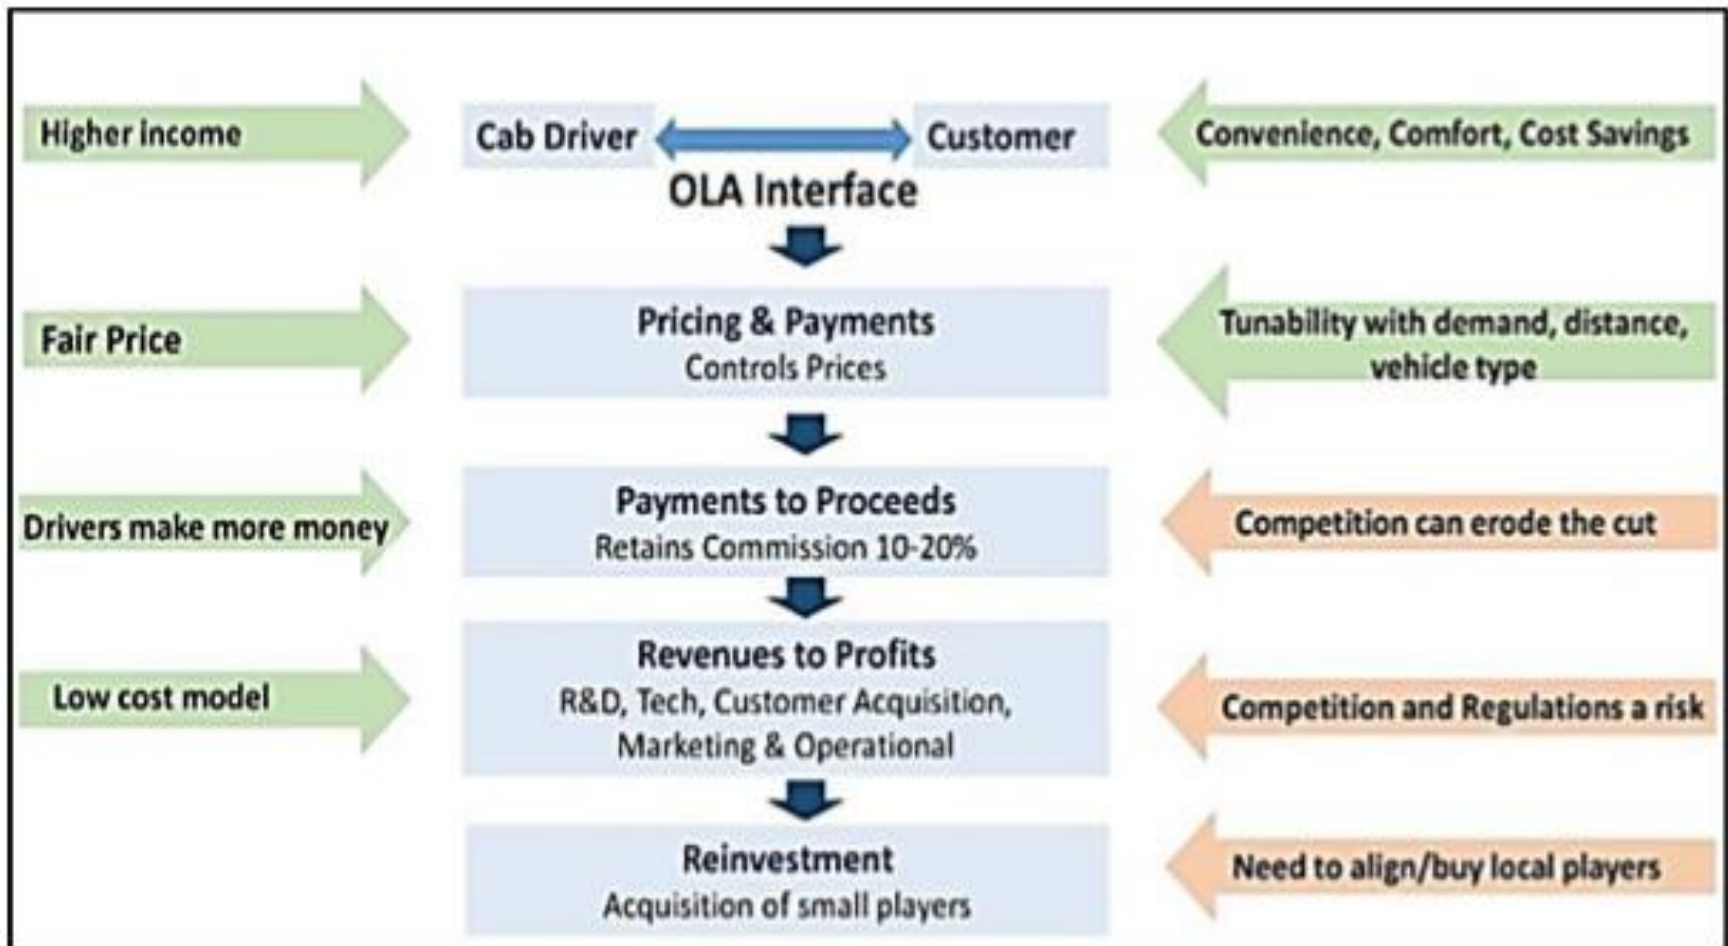 Higher income
Cab Driver
Customer
Convenience, Comfort, Cost Savings
OLA Interface
Fair Price
Pricing & Payments
Controls Prices
Tunability with demand, distance,
vehicle type
Drivers make more money
Payments to Proceeds
Retains Commission 10-20%
Competition can erode the cut
Low cost model
Revenues to Profits
R&D, Tech, Customer Acquisition,
Marketing & Operational
Competition and Regulations a risk
Reinvestment
Acquisition of small players
Need to align/buy local players